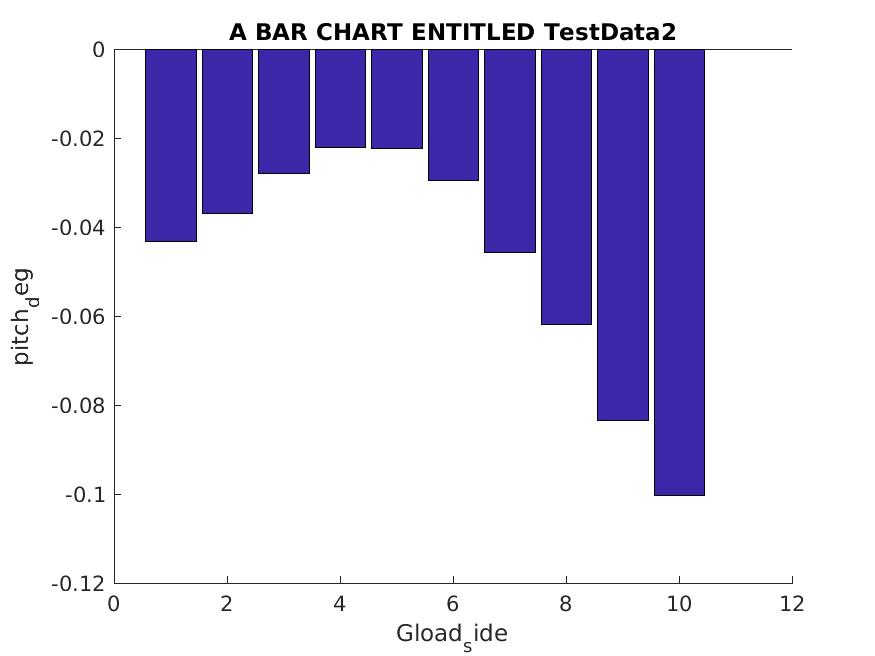 A BAR CHART ENTITLED TestData2
0
-0.02
-0.04
-0.06
-0.08
-0.1
-0.12
pitch_deg
0 2 4 6 8 10 12
Gload_side